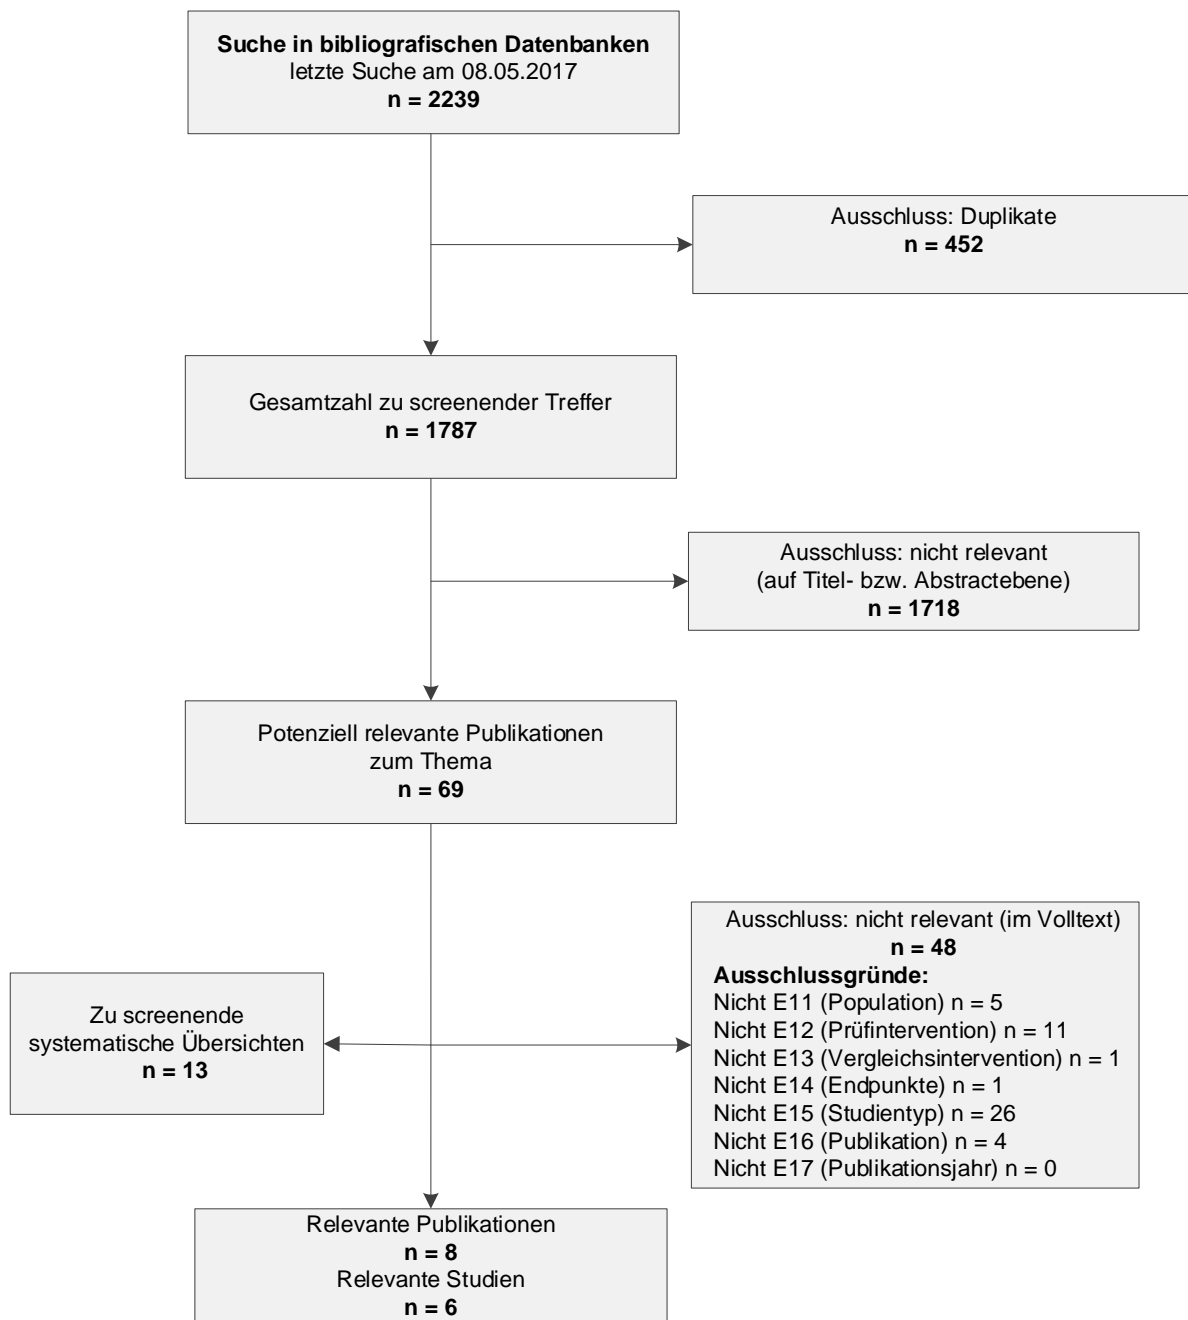 Suche in bibliografischen Datenbanken
letzte Suche am 08.05.2017
n = 2239
Ausschluss: Duplikate
n = 452
Gesamtzahl zu screenender Treffer
n = 1787
Ausschluss: nicht relevant
(auf Titel- bzw. Abstractebene)
n = 1718
Potenziell relevante Publikationen
zum Thema
n = 69
Ausschluss: nicht relevant (im Volltext)
n = 48
Ausschlussgründe:
Nicht E11 (Population) n = 5
Nicht E12 (Prüfintervention) n = 11
Nicht E13 (Vergleichsintervention) n = 1
Nicht E14 (Endpunkte) n = 1
Nicht E15 (Studientyp) n = 26
Nicht E16 (Publikation) n = 4
Nicht E17 (Publikationsjahr) n = 0
Zu screenende
systematische Übersichten
n = 13
Relevante Publikationen
n = 8
Relevante Studien
n = 6